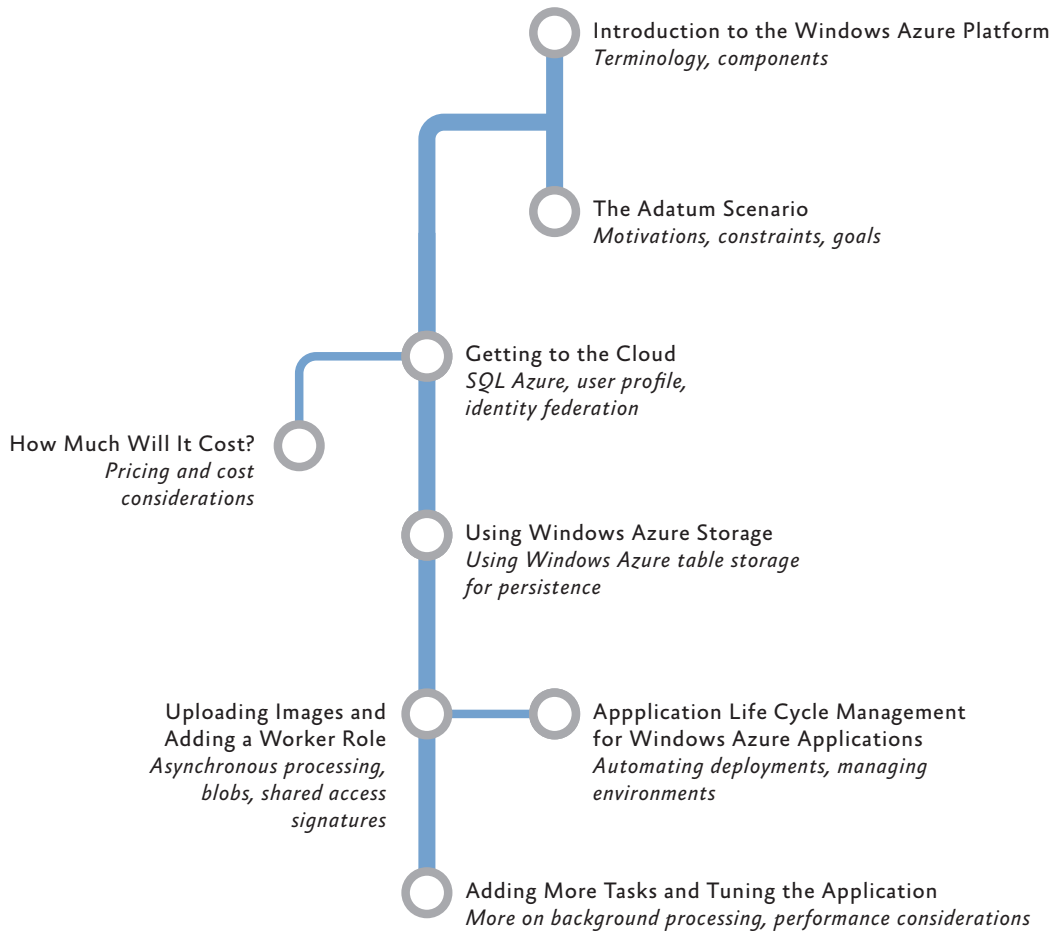 Introduction to the Windows Azure Platform
Terminology, components
The Adatum Scenario
Motivations, constraints, goals
Getting to the Cloud
SQL Azure, user profile,
identity federation
How Much Will It Cost?
Pricing and cost
considerations
Using Windows Azure Storage
Using Windows Azure table storage
for persistence
Uploading Images and
Adding a Worker Role
Asynchronous processing,
blobs, shared access
signatures
Appplication Life Cycle Management
for Windows Azure Applications
Automating deployments, managing
environments
Adding More Tasks and Tuning the Application
More on background processing, performance considerations